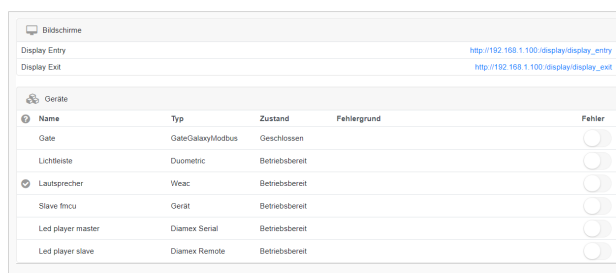 Bildschirme
Display Entry http://192.168.1.100:/display/display_entry
Display Exit http://192.168.1.100:/display/display_exit
Geräte
Name Typ Zustand Fehlergrund Fehler
Gate GateGalaxyModbus Geschlossen
Lichtleiste Duometric Betriebsbereit
Lautsprecher Weac Betriebsbereit
Slave fmcu Gerät Betriebsbereit
Led player master Diamex Serial Betriebsbereit
Led player slave Diamex Remote Betriebsbereit